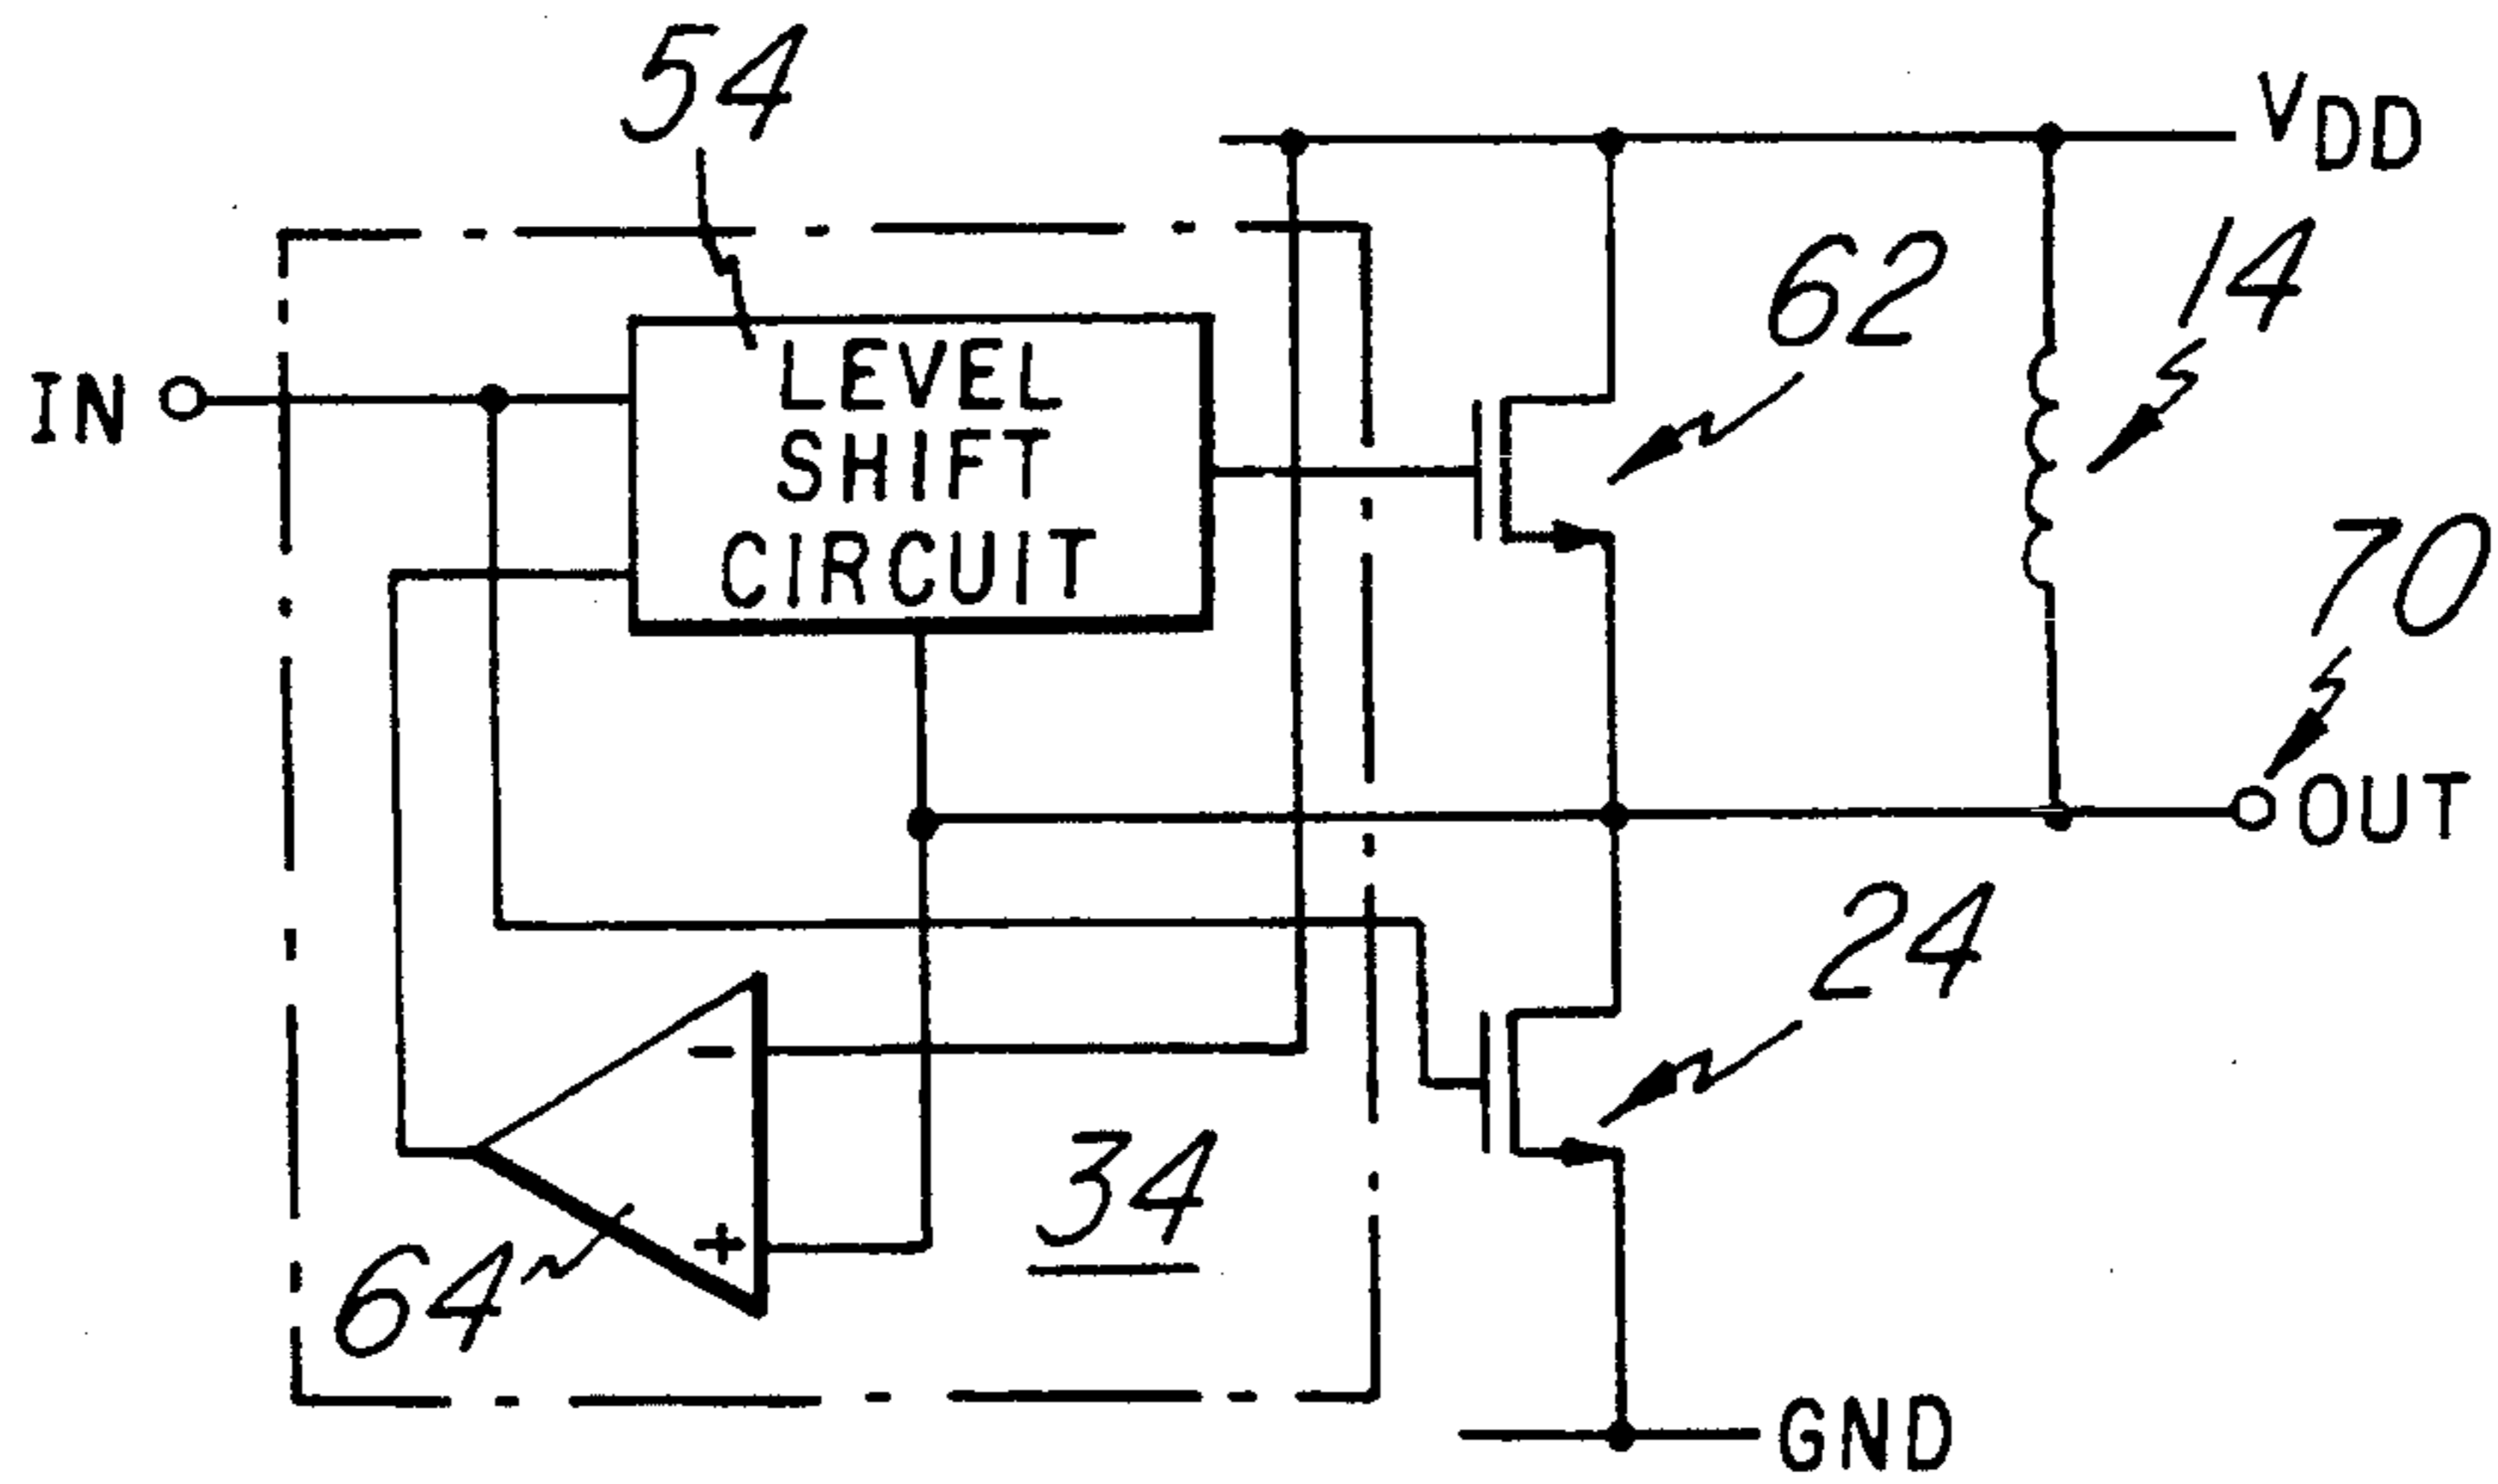 54
VDD
62
14
IN
LEVEL
SHIFT
CIRCUIT
70
OUT
24
-
34
+
64
GND